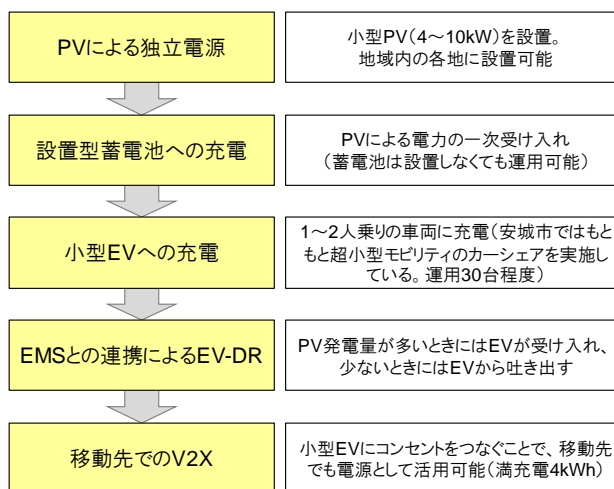 PVによる独立電源
小型PV(4～10kW)を設置。
地域内の各地に設置可能
設置型蓄電池への充電
PVによる電力の一次受け入れ
(蓄電池は設置しなくても運用可能)
小型EVへの充電
1～2人乗りの車両に充電(安城市ではもと
もと超小型モビリティのカーシェアを実施し
ている。運用30台程度)
EMSとの連携によるEV-DR
PV発電量が多いときにはEVが受け入れ、
少ないときにはEVから吐き出す
移動先でのV2X
小型EVにコンセントをつなぐことで、移動先
でも電源として活用可能(満充電4kWh)